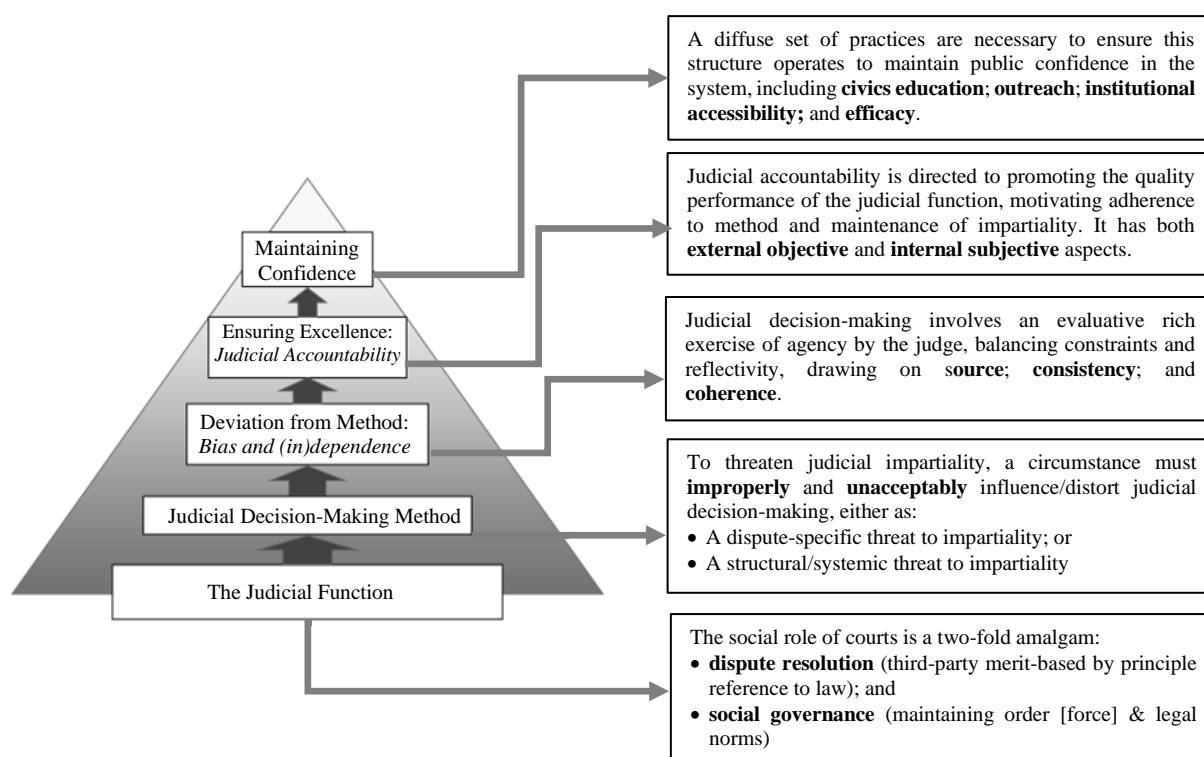 A diffuse set of practices are necessary to ensure this
structure operates to maintain public confidence in the
system, including civics education; outreach; institutional
accessibility; and efficacy.
Judicial accountability is directed to promoting the quality
performance of the judicial function, motivating adherence
to method and maintenance of impartiality. It has both
external objective and internal subjective aspects.
Maintaining
Confidence
Ensuring Excellence:
Judicial Accountability
Judicial decision-making involves an evaluative rich
exercise of agency by the judge, balancing constraints and
reflectivity, drawing on source; consistency; and
coherence.
Deviation from Method:
Bias and (in)dependence
To threaten judicial impartiality, a circumstance must
improperly and unacceptably influence/distort judicial
decision-making, either as:
• A dispute-specific threat to impartiality; or
• A structural/systemic threat to impartiality
Judicial Decision-Making Method
The Judicial Function
The social role of courts is a two-fold amalgam:
• dispute resolution (third-party merit-based by principle
reference to law); and
• social governance (maintaining order [force] & legal
norms)